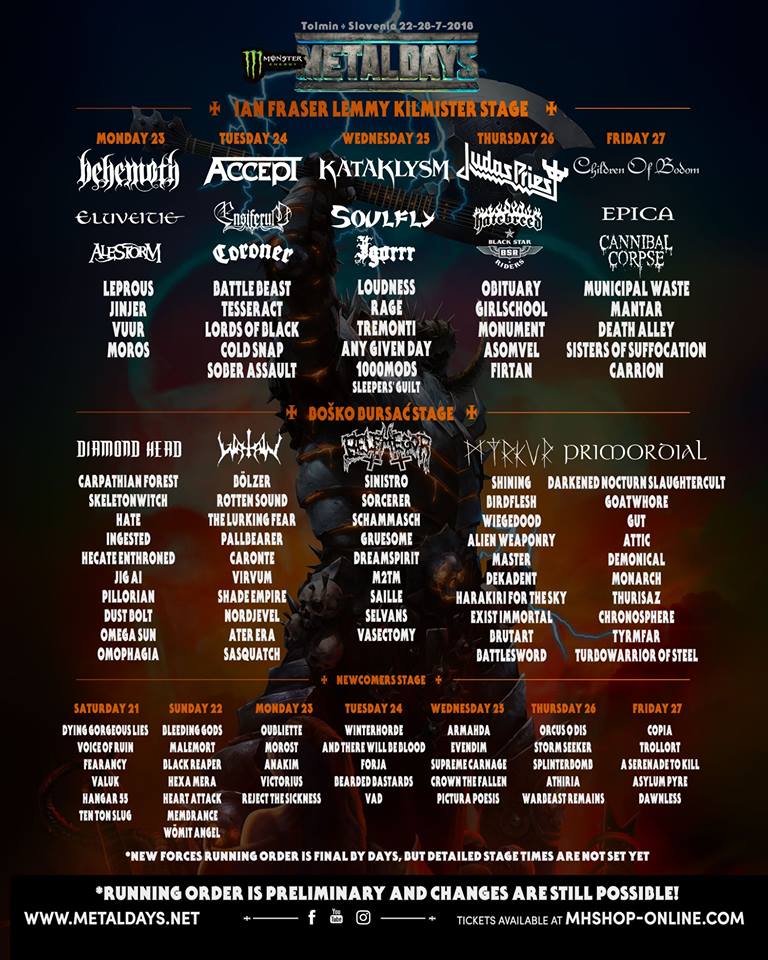 Tolmin + Slovenia 22-28-7-2018
MONSTER ENERGY METALDAYS
IAN FRASER LEMMY KILMISTER STAGE
MONDAY 23 TUESDAY 24 WEDNESDAY 25 THURSDAY 26 FRIDAY 27
behemoth ACCEPT KATAKLYSM Judas Priest Children Of Bodom
ELUVEITIE Ensiferum SOULFLY hatebreed EPICA
ALESTORM Coroner Igorrr BLACK STAR BSR RIDERS CANNIBAL CORPSE
LEPROUS BATTLE BEAST LOUDNESS OBITUARY MUNICIPAL WASTE
JINJER TESSERACT RAGE GIRLSCHOOL MANTAR
VUUR LORDS OF BLACK TREMONTI MONUMENT DEATH ALLEY
MOROS COLD SNAP ANY GIVEN DAY ASOMVEL SISTERS OF SUFFOCATION
SOBER ASSAULT 1000MODS FIRTAN CARRION
SLEEPERS' GUILT
BOŠKO BURSAĆ STAGE
DIAMOND HEAD WATAIN BELPHEGOR MYRKUR PRIMORDIAL
CARPATHIAN FOREST BÖLZER SINISTRO SHINING DARKENED NOCTURN SLAUGHTERCULT
SKELETONWITCH ROTTEN SOUND SORCERER BIRDFLESH GOATWHORE
HATE THE LURKING FEAR SCHAMMASCH WIEGEDOOD GUT
INGESTED PALLBEARER GRUESOME ALIEN WEAPONRY ATTIC
HECATE ENTHRONED CARONTE DREAMSPIRIT MASTER DEMONICAL
JIG AI VIRVUM M2TM DEKADENT MONARCH
PILLORIAN SHADE EMPIRE SAILLE HARAKIRI FOR THE SKY THURISAZ
DUST BOLT NORDJEVEL SELVANS EXIST IMMORTAL CHRONOSPHERE
OMEGA SUN ATER ERA VASECTOMY BRUTART TYRMFAR
OMOPHAGIA SASQUATCH BATTLESWORD TURBOWARRIOR OF STEEL
NEWCOMERS STAGE
SATURDAY 21 SUNDAY 22 MONDAY 23 TUESDAY 24 WEDNESDAY 25 THURSDAY 26 FRIDAY 27
DYING GORGEOUS LIES BLEEDING GODS OUBLIETTE WINTERHORDE ARMAHDA ORCUS O DIS COPIA
VOICE OF RUIN MALEMORT MOROST AND THERE WILL BE BLOOD EVENDIM STORM SEEKER TROLLORT
FEARANCY BLACK REAPER ANAKIM FORJA SUPREME CARNAGE SPLINTERBOMB A SERENADE TO KILL
VALUK HEXA MERA VICTORIUS BEARDED BASTARDS CROWN THE FALLEN ATHIRIA ASYLUM PYRE
HANGAR 55 HEART ATTACK REJECT THE SICKNESS VAD PICTURA POESIS WARBEAST REMAINS DAWNLESS
TEN TON SLUG MEMBRANCE
WÖMIT ANGEL
*NEW FORCES RUNNING ORDER IS FINAL BY DAYS, BUT DETAILED STAGE TIMES ARE NOT SET YET
*RUNNING ORDER IS PRELIMINARY AND CHANGES ARE STILL POSSIBLE!
WWW.METALDAYS.NET f You Tube TICKETS AVAILABLE AT MHSHOP-ONLINE.COM